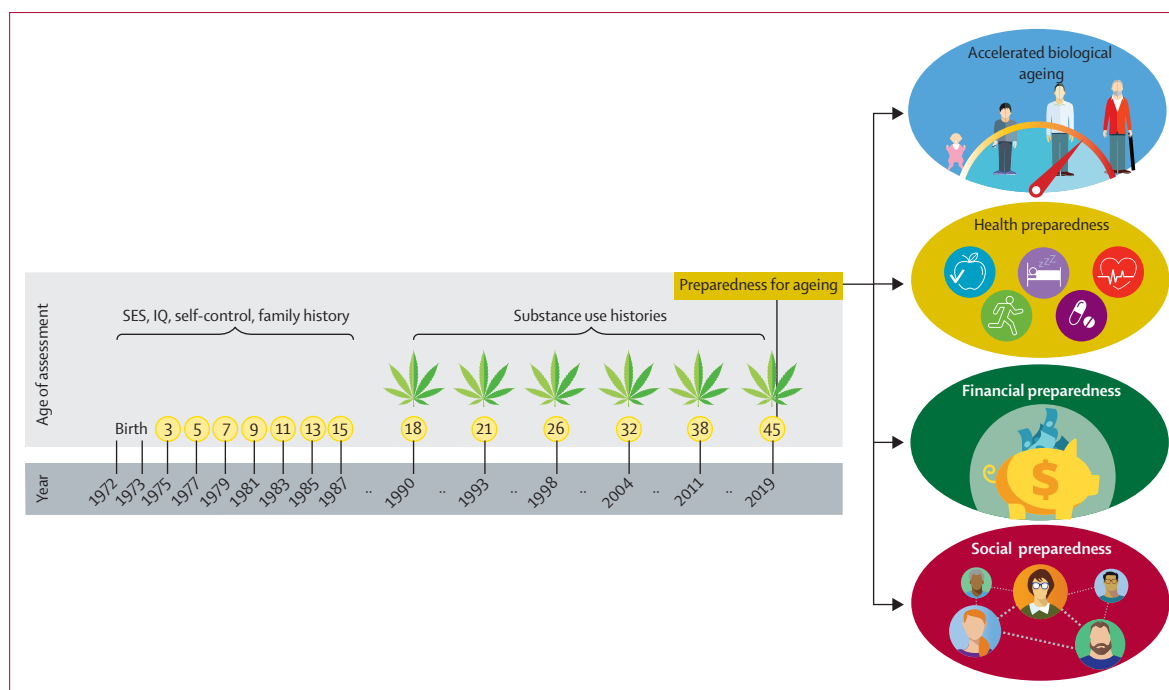 Accelerated biological
ageing
Health preparedness
zzZ
Preparedness for ageing
SES, IQ, self-control, family history
Substance use histories
Age of assessment
Birth 3 5 7 9 11 13 15 18 21 26 32 38 45
Year
1972 1973 1975 1977 1979 1981 1983 1985 1987 .. 1990 .. 1993 .. .. 1998 .. .. 2004 .. .. 2011 .. 2019
Financial preparedness
$
Social preparedness